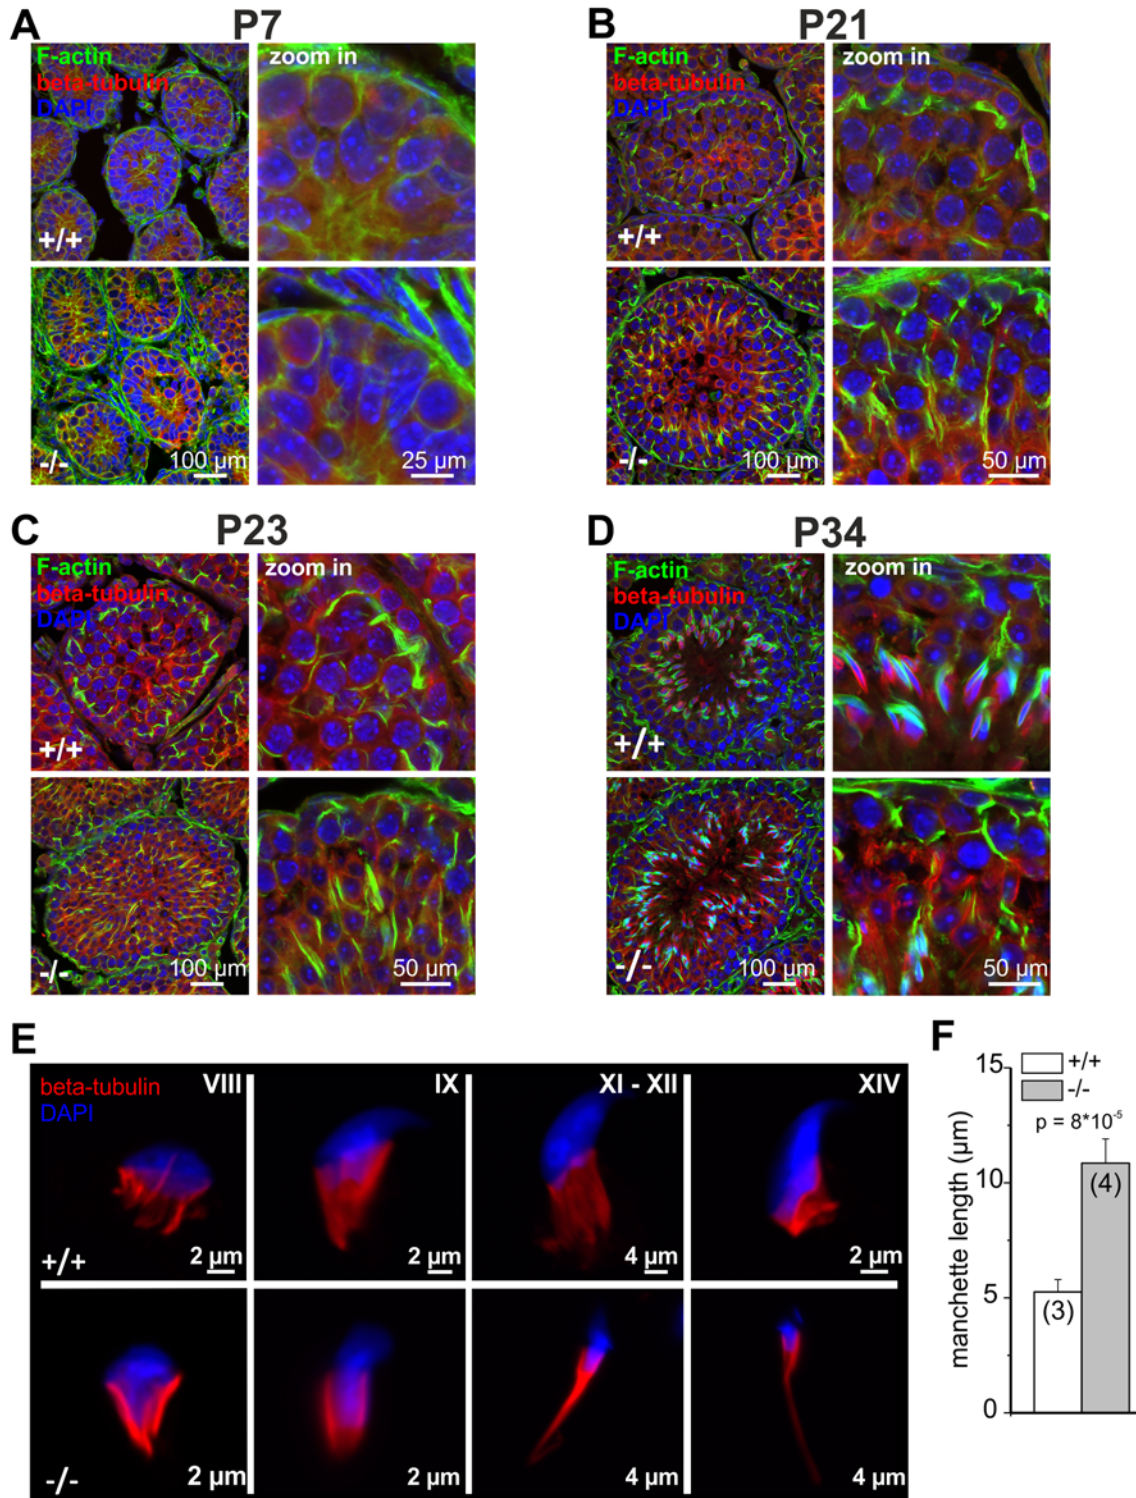 A
P7
F-actin
beta-tubulin
DAPI
zoom in
+/+
-/-
100 µm
25 µm
B
P21
F-actin
beta-tubulin
DAPI
zoom in
+/+
-/-
100 µm
50 µm
C
P23
F-actin
beta-tubulin
DAPI
zoom in
+/+
-/-
100 µm
50 µm
D
P34
F-actin
beta-tubulin
DAPI
zoom in
+/+
-/-
100 µm
50 µm
E
beta-tubulin
DAPI
VIII
IX
XI - XII
XIV
+/+
2 µm
2 µm
4 µm
2 µm
-/-
2 µm
2 µm
4 µm
4 µm
F
+/+
-/-
p = 8*10-5
manchette length (µm)
15
10
5
0
(3)
(4)